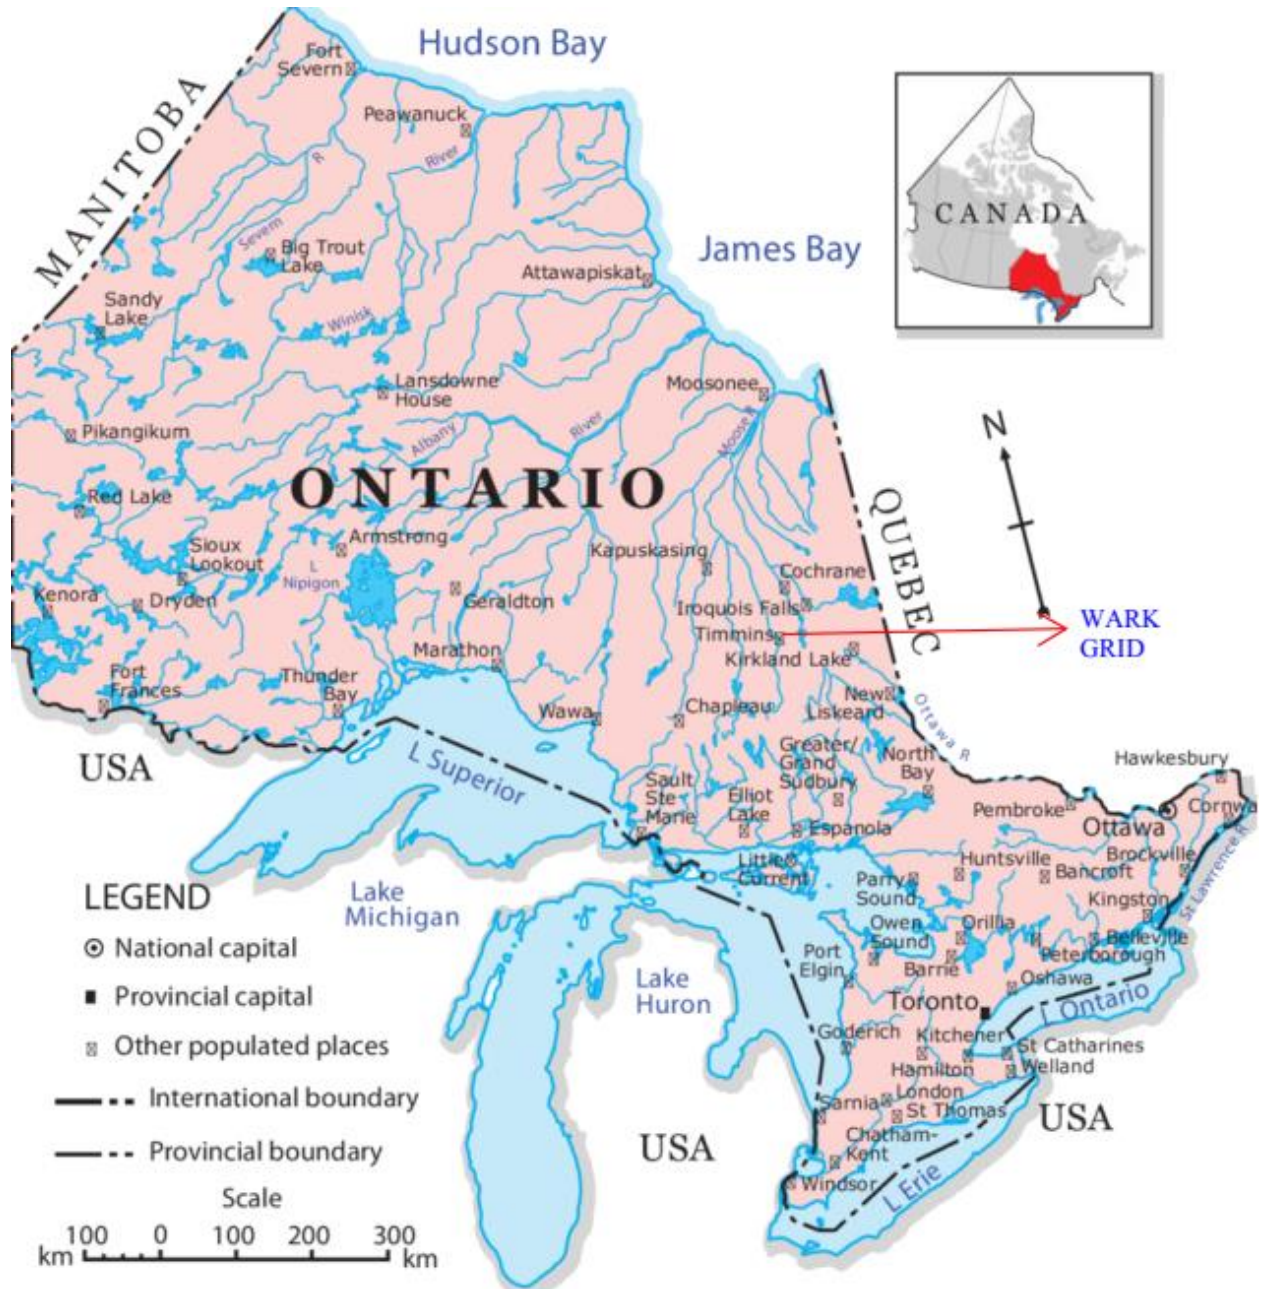 Hudson Bay
Fort
Severn
Peawanuck
MANITOBA
R
River
Severn
Big Trout
Lake
James Bay
CANADA
Attawapiskat
Sandy
Lake
Winisk
Lansdowne
House
Moosonee
Pikangikum
Albany
River
Moose R
N
ONTARIO
Red Lake
QUEBEC
Armstrong
Sioux
Lookout
Kapuskasing
L
Nipigon
Cochrane
Kenora
Dryden
Geraldton
Iroquois Falls
WARK
GRID
Timmins
Marathon
Kirkland Lake
Fort
Frances
Thunder
Bay
Wawa
Chapleau
New
Liskeard
Ottawa R
USA
L Superior
Greater/
Grand
Sudbury
North
Bay
Hawkesbury
Sault
Ste-
Marie
Elliot
Lake
Espanola
Pembroke
Ottawa
Cornwa
Little
Current
Huntsville
Bancroft
Brockville
St Lawrence R
LEGEND
Lake
Michigan
Parry
Sound
Kingston
National capital
Owen
Sound
Orillia
Belleville
Peterborough
Port
Elgin
Barrie
Lake
Huron
Oshawa
Provincial capital
Toronto
L Ontario
Goderich
Kitchener
Other populated places
St Catharines
Hamilton
Welland
International boundary
London
Sarnia
St Thomas
USA
USA
Chatham-
Kent
Provincial boundary
Windsor
L Erie
Scale
100 0 100 200 300
km km